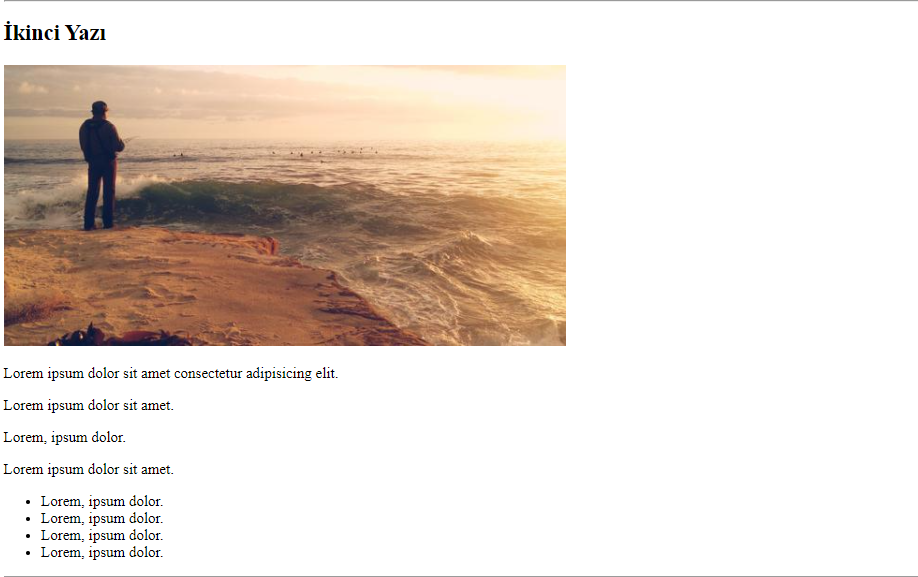 İkinci Yazı
Lorem ipsum dolor sit amet consectetur adipisicing elit.
Lorem ipsum dolor sit amet.
Lorem, ipsum dolor.
Lorem ipsum dolor sit amet.
Lorem, ipsum dolor.
Lorem, ipsum dolor.
Lorem, ipsum dolor.
Lorem, ipsum dolor.